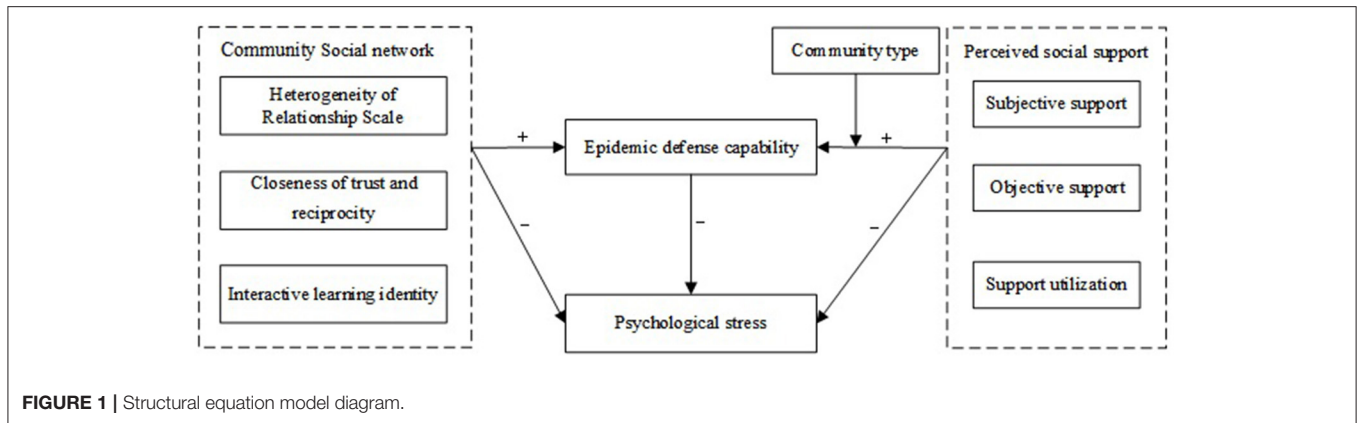 Community Social network
Heterogeneity of
Relationship Scale
Closeness of trust and
reciprocity
Interactive learning identity
+
−
Epidemic defense capability
−
Psychological stress
Community type
+
−
Perceived social support
Subjective support
Objective support
Support utilization
FIGURE 1 | Structural equation model diagram.